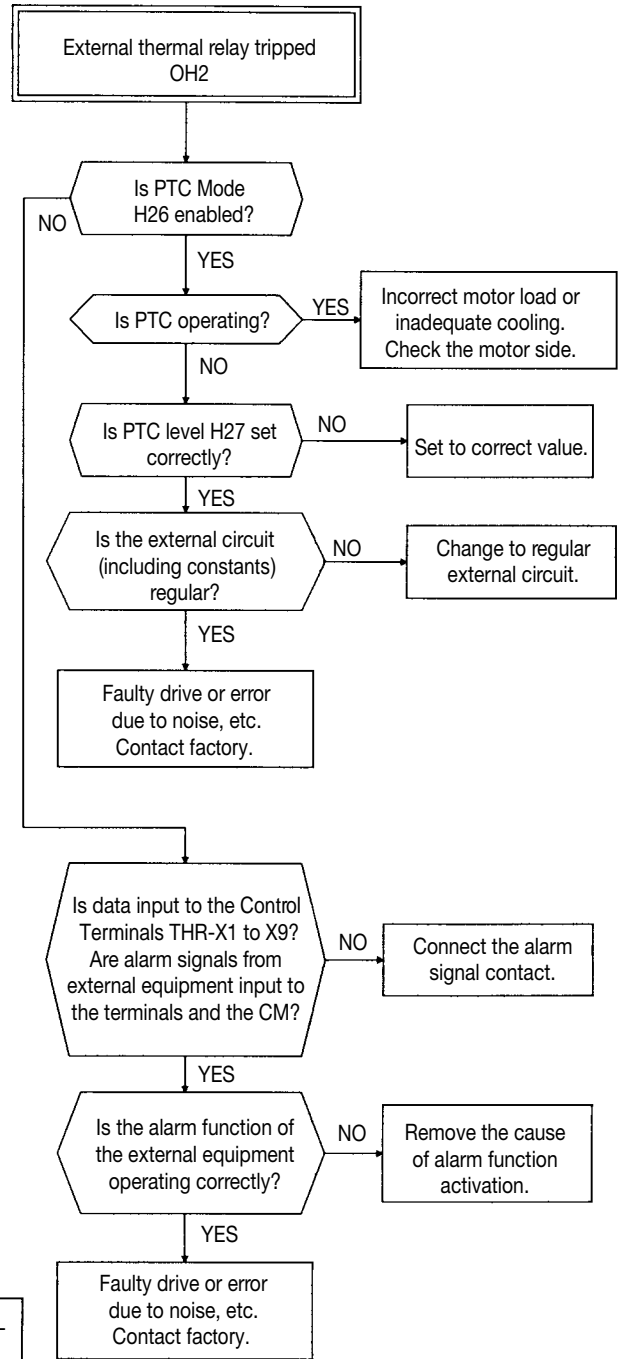 External thermal relay tripped
OH2
Is PTC Mode
H26 enabled?
NO
YES
Is PTC operating?
YES
Incorrect motor load or
inadequate cooling.
Check the motor side.
NO
Is PTC level H27 set
correctly?
NO
Set to correct value.
YES
Is the external circuit
(including constants)
regular?
NO
Change to regular
external circuit.
YES
Faulty drive or error
due to noise, etc.
Contact factory.
Is data input to the Control
Terminals THR-X1 to X9?
Are alarm signals from
external equipment input to
the terminals and the CM?
NO
Connect the alarm
signal contact.
YES
Is the alarm function of
the external equipment
operating correctly?
NO
Remove the cause
of alarm function
activation.
YES
Faulty drive or error
due to noise, etc.
Contact factory.